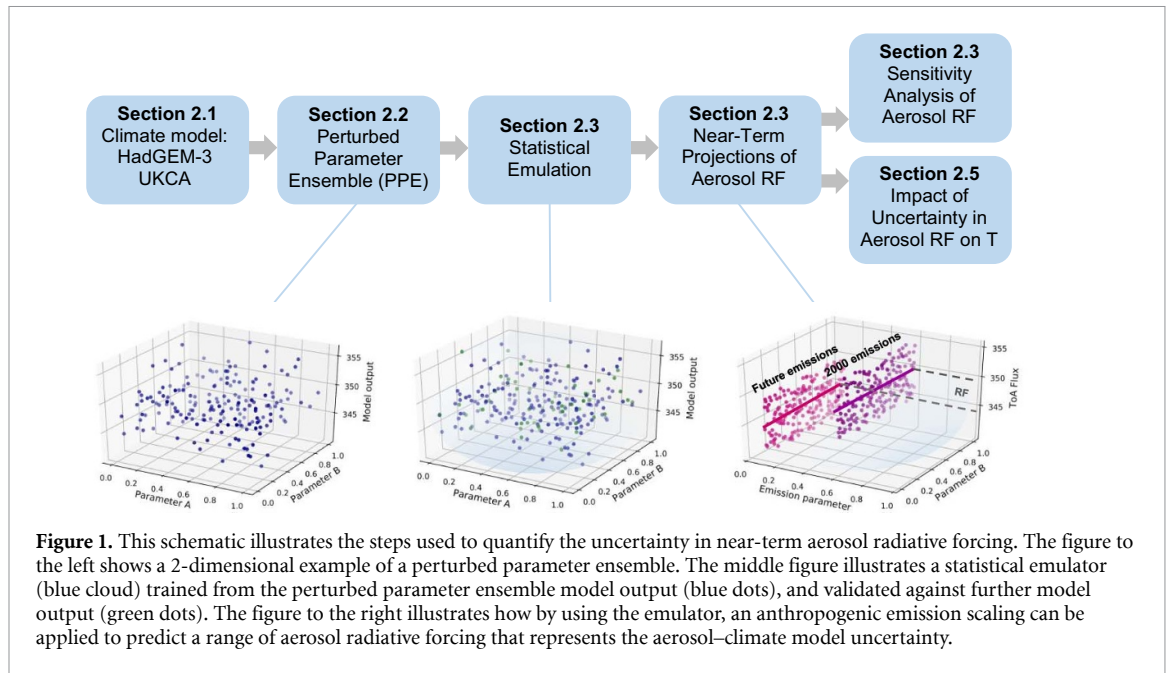 Section 2.1
Climate model:
HadGEM-3
UKCA
Section 2.2
Perturbed
Parameter
Ensemble (PPE)
Section 2.3
Statistical
Emulation
Section 2.3
Near-Term
Projections of
Aerosol RF
Section 2.3
Sensitivity
Analysis of
Aerosol RF
Section 2.5
Impact of
Uncertainty in
Aerosol RF on T
355
350
345
Model output
0.0
0.2
0.4
0.6
0.8
1.0
Parameter A
0.0
0.2
0.4
0.6
0.8
1.0
Parameter B
355
350
345
Model output
0.0
0.2
0.4
0.6
0.8
1.0
Parameter A
0.0
0.2
0.4
0.6
0.8
1.0
Parameter B
Future emissions
2000 emissions
RF
355
350
345
ToA Flux
0.0
0.2
0.4
0.6
0.8
1.0
Emission parameter
0.0
0.2
0.4
0.6
0.8
1.0
Parameter B
Figure 1. This schematic illustrates the steps used to quantify the uncertainty in near-term aerosol radiative forcing. The figure to
the left shows a 2-dimensional example of a perturbed parameter ensemble. The middle figure illustrates a statistical emulator
(blue cloud) trained from the perturbed parameter ensemble model output (blue dots), and validated against further model
output (green dots). The figure to the right illustrates how by using the emulator, an anthropogenic emission scaling can be
applied to predict a range of aerosol radiative forcing that represents the aerosol–climate model uncertainty.